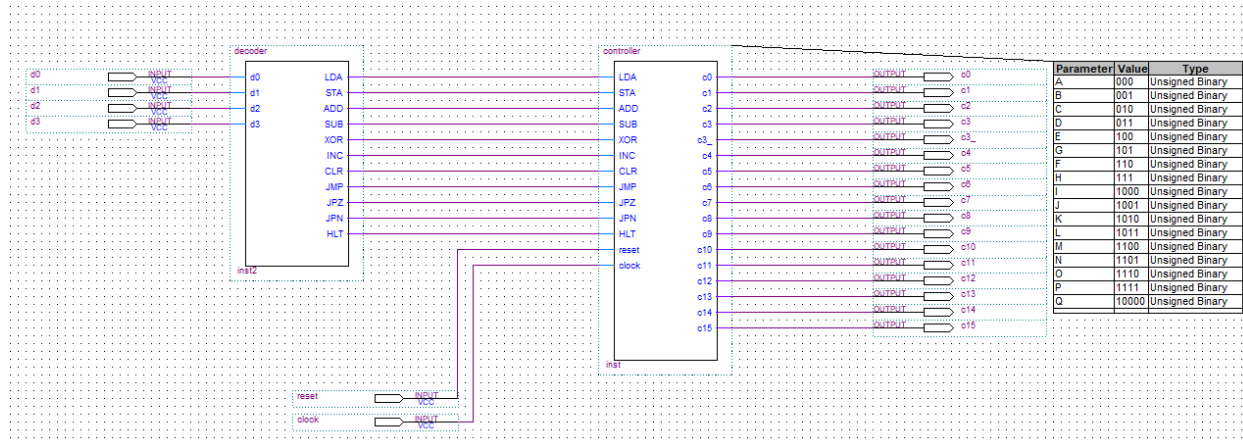 decoder
d0 INPUT VCC
d1 INPUT VCC
d2 INPUT VCC
d3 INPUT VCC
d0 LDA
d1 STA
d2 ADD
d3 SUB
XOR
INC
CLR
JMP
JPZ
JPN
HLT
inst2
controller
LDA c0
STA c1
ADD c2
SUB c3
XOR c3_
INC c4
CLR c5
JMP c6
JPZ c7
JPN c8
HLT c9
reset c10
clock c11
c12
c13
c14
c15
inst
OUTPUT c0
OUTPUT c1
OUTPUT c2
OUTPUT c3
OUTPUT c3_
OUTPUT c4
OUTPUT c5
OUTPUT c6
OUTPUT c7
OUTPUT c8
OUTPUT c9
OUTPUT c10
OUTPUT c11
OUTPUT c12
OUTPUT c13
OUTPUT c14
OUTPUT c15
Parameter Value Type
A 000 Unsigned Binary
B 001 Unsigned Binary
C 010 Unsigned Binary
D 011 Unsigned Binary
E 100 Unsigned Binary
G 101 Unsigned Binary
F 110 Unsigned Binary
H 111 Unsigned Binary
I 1000 Unsigned Binary
J 1001 Unsigned Binary
K 1010 Unsigned Binary
L 1011 Unsigned Binary
M 1100 Unsigned Binary
N 1101 Unsigned Binary
O 1110 Unsigned Binary
P 1111 Unsigned Binary
Q 10000 Unsigned Binary
reset INPUT VCC
clock INPUT VCC